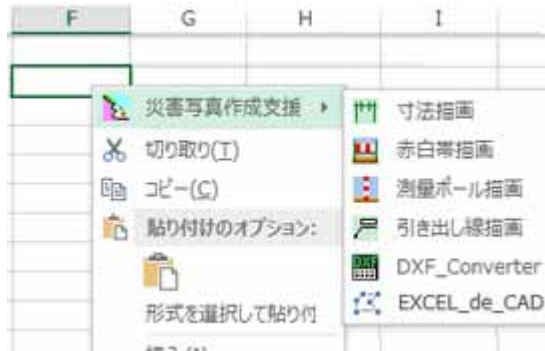 F G H I
災害写真作成支援
切り取り(T)
コピー(C)
貼り付けのオプション:
形式を選択して貼り付
寸法描画
赤白帯描画
測量ポール描画
引き出し線描画
DXF_Converter
EXCEL_de_CAD